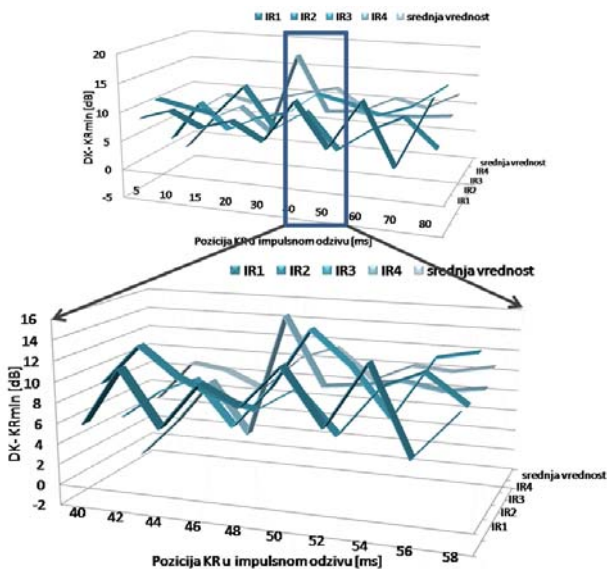 IR1 IR2 IR3 IR4 srednja vrednost
20
15
10
5
0
-5
DK- KRmin [dB]
5 10 15 20 30 40 50 60 70 80
srednja vrednost
IR4
IR3
IR2
IR1
Pozicija KR u impulsnom odzivu [ms]
IR1 IR2 IR3 IR4 srednja vrednost
16
14
12
10
8
6
4
2
0
-2
DK- KRmin [dB]
40 42 44 46 48 50 52 54 56 58
srednja vrednost
IR4
IR3
IR2
IR1
Pozicija KR u impulsnom odzivu [ms]